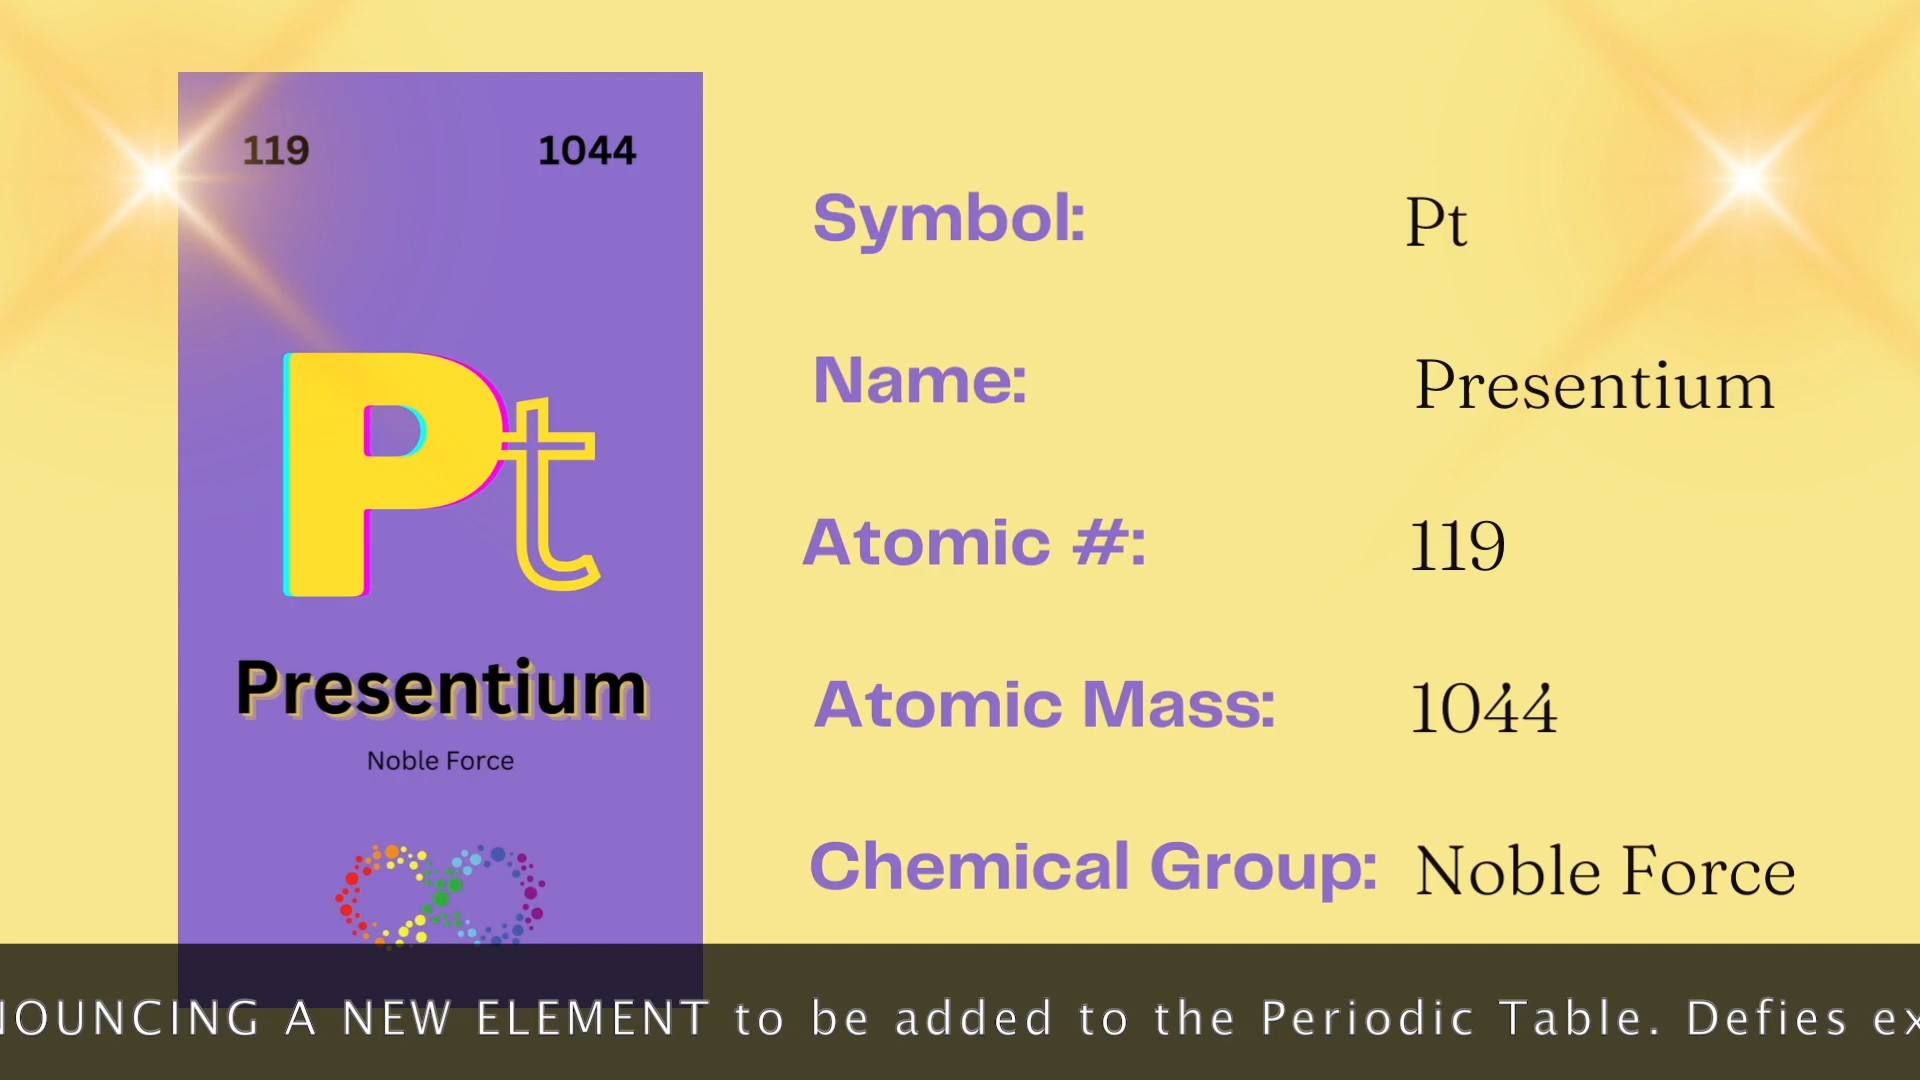 119 1044
Pt
Presentium
Noble Force
Symbol: Pt
Name: Presentium
Atomic #: 119
Atomic Mass: 1044
Chemical Group: Noble Force
NOUNCING A NEW ELEMENT to be added to the Periodic Table. Defies ex